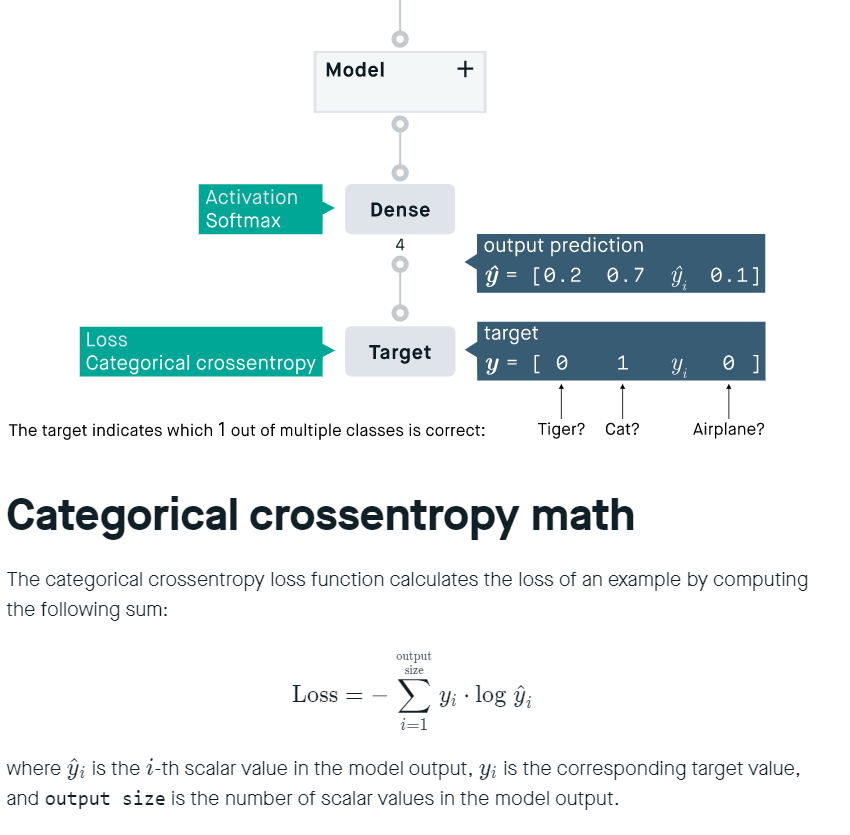 Model +
Activation
Softmax
Dense
4
output prediction
ŷ = [0.2 0.7 ŷᵢ 0.1]
Loss
Categorical crossentropy
Target
target
y = [ 0 1 yᵢ 0 ]
The target indicates which 1 out of multiple classes is correct:
Tiger? Cat? Airplane?
Categorical crossentropy math
The categorical crossentropy loss function calculates the loss of an example by computing
the following sum:
output
size
Loss = − ∑ yᵢ · log ŷᵢ
i=1
where ŷᵢ is the i-th scalar value in the model output, yᵢ is the corresponding target value,
and output size is the number of scalar values in the model output.